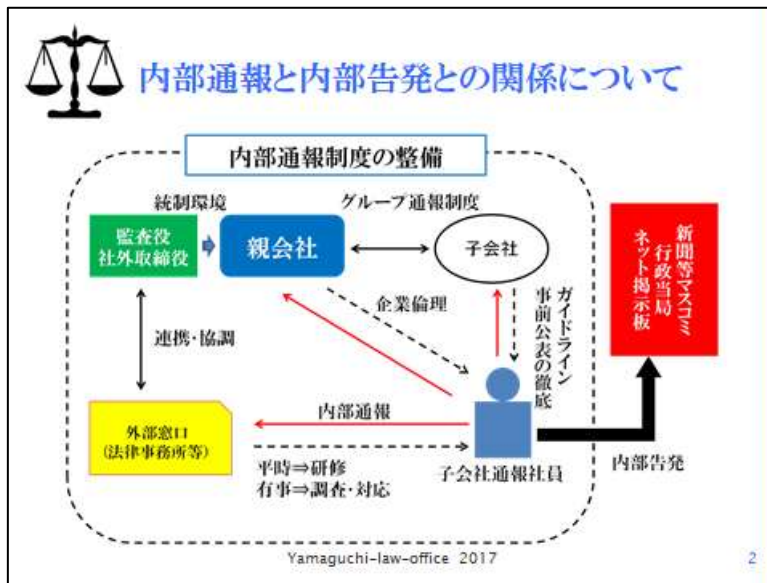 内部通報と内部告発との関係について
内部通報制度の整備
統制環境
グループ通報制度
監査役
社外取締役
親会社
子会社
企業倫理
ガイドライン
事前公表の徹底
新聞等マスコミ
行政当局
ネット掲示板
連携・協調
外部窓口
(法律事務所等)
内部通報
平時⇒研修
有事⇒調査・対応
子会社通報社員
内部告発
Yamaguchi-law-office 2017
2